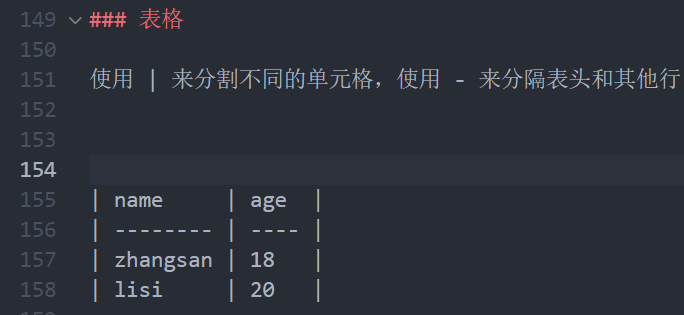 149 ### 表格
150
151 使用 | 来分割不同的单元格，使用 - 来分隔表头和其他行
152
153
154
155 | name     | age  |
156 | -------- | ---- |
157 | zhangsan | 18   |
158 | lisi     | 20   |